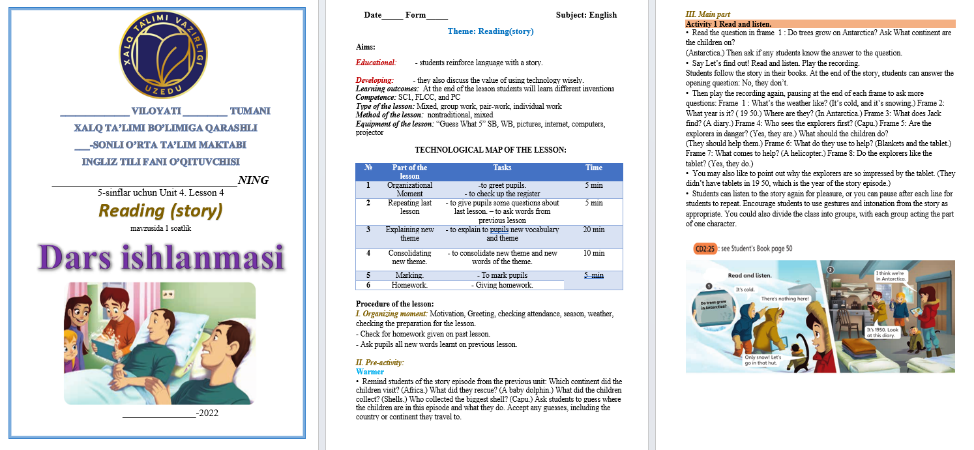 XALQ TA'LIMI VAZIRLIGI
UZEDU
____________ VILOYATI ________ TUMANI
XALQ TA'LIMI BO'LIMIGA QARASHLI
___-SONLI O'RTA TA'LIM MAKTABI
INGLIZ TILI FANI O'QITUVCHISI
______________________________NING
5-sinflar uchun Unit 4. Lesson 4
Reading (story)
mavzusida 1 soatlik
Dars ishlanmasi
_______________-2022
Date_____ Form_____ Subject: English
Theme: Reading(story)
Aims:
Educational: - students reinforce language with a story.
Developing: - they also discuss the value of using technology wisely.
Learning outcomes: At the end of the lesson students will learn different inventions
Competence: SC1, FLCC, and PC
Type of the lesson: Mixed, group work, pair-work, individual work
Method of the lesson: nontraditional, mixed
Equipment of the lesson: "Guess What 5" SB, WB, pictures, internet, computers,
projector
TECHNOLOGICAL MAP OF THE LESSON:
№ Part of the lesson Tasks Time
1 Organizational Moment -to greet pupils. - to check up the register 5 min
2 Repeating last lesson - to give pupils some questions about last lesson. – to ask words from previous lesson 5 min
3 Explaining new theme - to explain to pupils new vocabulary and theme 20 min
4 Consolidating new theme. - to consolidate new theme and new words of the theme. 10 min
5 Marking. - To mark pupils 5 min
6 Homework. - Giving homework.
Procedure of the lesson:
I. Organizing moment: Motivation, Greeting, checking attendance, season, weather,
checking the preparation for the lesson.
- Check for homework given on past lesson.
- Ask pupils all new words learnt on previous lesson.
II. Pre-activity:
Warmer
• Remind students of the story episode from the previous unit: Which continent did the
children visit? (Africa.) What did they rescue? (A baby dolphin.) What did the children
collect? (Shells.) Who collected the biggest shell? (Capu.) Ask students to guess where
the children are in this episode and what they do. Accept any guesses, including the
country or continent they travel to.
III. Main part
Activity 1 Read and listen.
• Read the question in frame 1 : Do trees grow on Antarctica? Ask What continent are
the children on?
(Antarctica.) Then ask if any students know the answer to the question.
• Say Let's find out! Read and listen. Play the recording.
Students follow the story in their books. At the end of the story, students can answer the
opening question: No, they don't.
• Then play the recording again, pausing at the end of each frame to ask more
questions: Frame 1 : What's the weather like? (It's cold, and it's snowing.) Frame 2:
What year is it? ( 19 50.) Where are they? (In Antarctica.) Frame 3: What does Jack
find? (A diary.) Frame 4: Who sees the explorers first? (Capu.) Frame 5: Are the
explorers in danger? (Yes, they are.) What should the children do?
(They should help them.) Frame 6: What do they use to help? (Blankets and the tablet.)
Frame 7: What comes to help? (A helicopter.) Frame 8: Do the explorers like the
tablet? (Yes, they do.)
• You may also like to point out why the explorers are so impressed by the tablet. (They
didn't have tablets in 19 50, which is the year of the story episode.)
• Students can listen to the story again for pleasure, or you can pause after each line
for students to repeat. Encourage students to use gestures and intonation from the story as
appropriate. You could also divide the class into groups, with each group acting the part
of one character.
CD2:25 : see Student's Book page 50
Read and listen.
1
It's cold.
Do trees grow in Antarctica?
There's nothing here!
Only snow! Let's go in that hut.
2
I think we're in Antarctica.
It's 1950. Look at this diary.